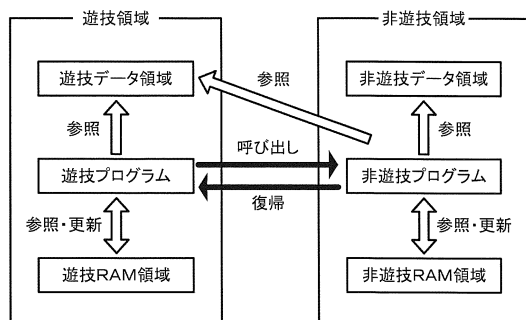 遊技領域
非遊技領域
遊技データ領域
参照
非遊技データ領域
参照
参照
呼び出し
遊技プログラム
非遊技プログラム
復帰
参照・更新
参照・更新
遊技RAM領域
非遊技RAM領域